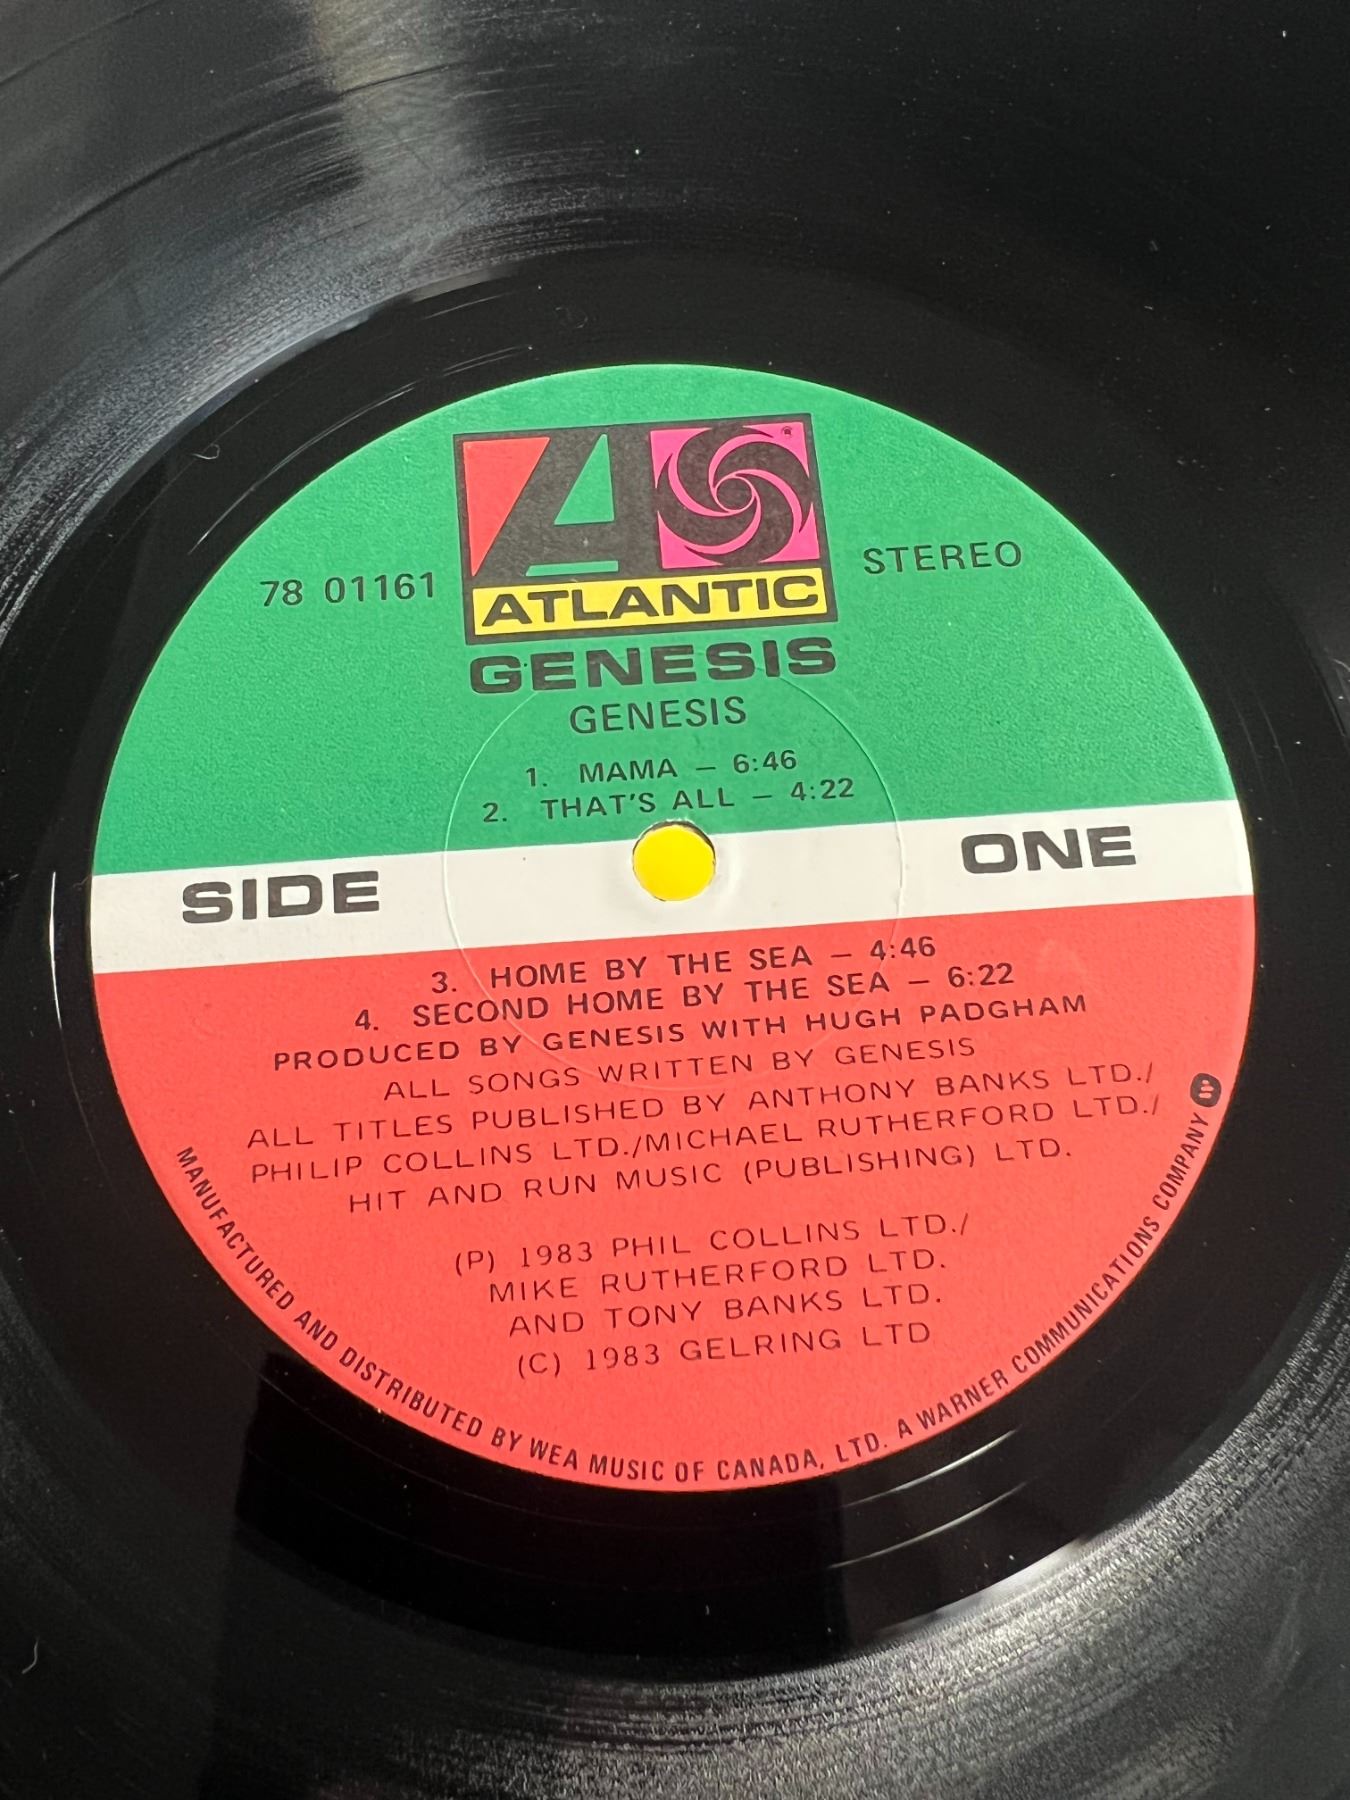 ATLANTIC
78 01161
STEREO
GENESIS
GENESIS
1. MAMA – 6:46
2. THAT'S ALL – 4:22
SIDE ONE
3. HOME BY THE SEA – 4:46
4. SECOND HOME BY THE SEA – 6:22
PRODUCED BY GENESIS WITH HUGH PADGHAM
ALL SONGS WRITTEN BY GENESIS
ALL TITLES PUBLISHED BY ANTHONY BANKS LTD./
PHILIP COLLINS LTD./MICHAEL RUTHERFORD LTD./
HIT AND RUN MUSIC (PUBLISHING) LTD.
(P) 1983 PHIL COLLINS LTD./
MIKE RUTHERFORD LTD.
AND TONY BANKS LTD.
(C) 1983 GELRING LTD
MANUFACTURED AND DISTRIBUTED BY WEA MUSIC OF CANADA, LTD. A WARNER COMMUNICATIONS COMPANY